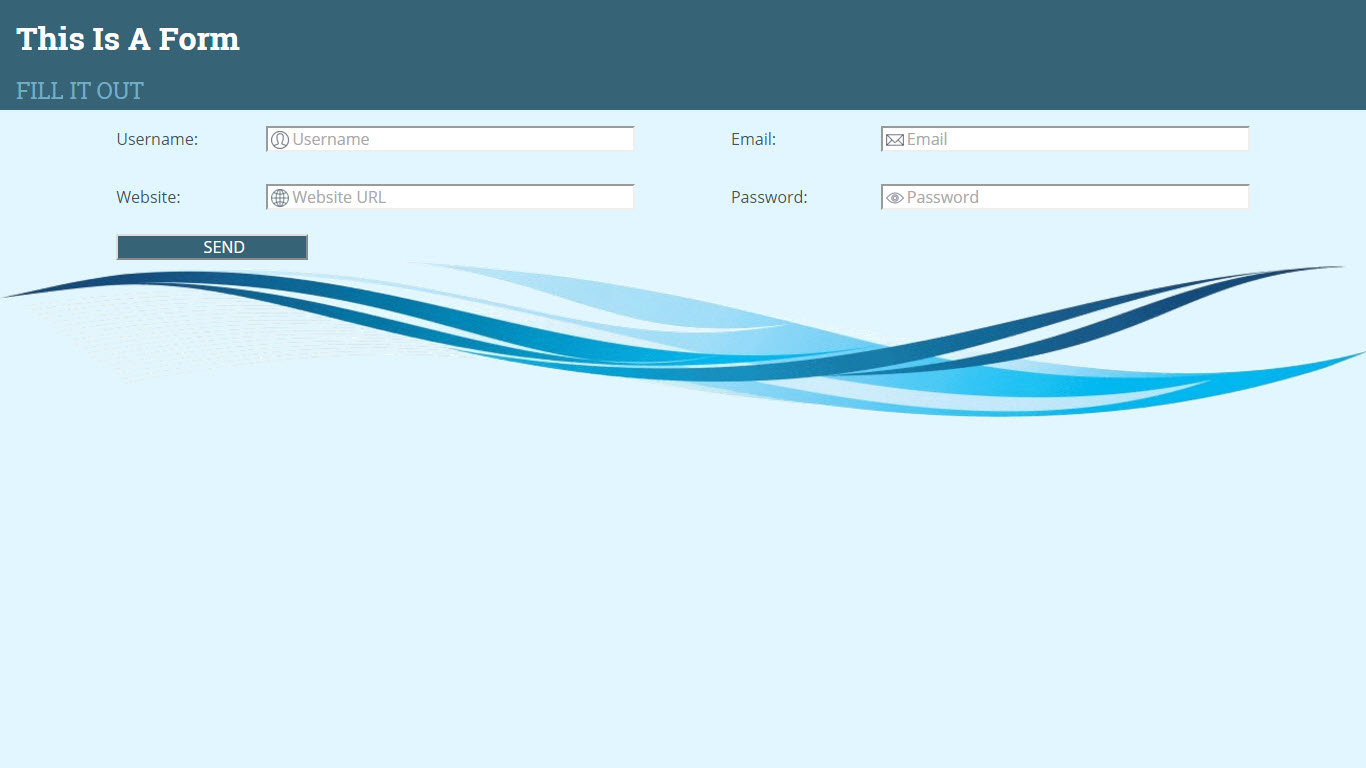 This Is A Form
FILL IT OUT
Username: Username Email: Email
Website: Website URL Password: Password
SEND